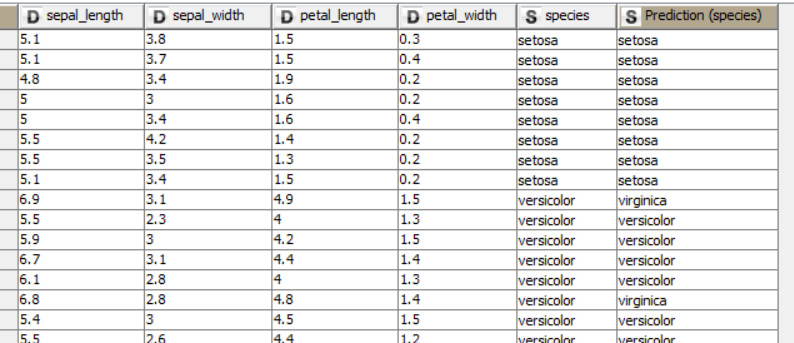 D sepal_length D sepal_width D petal_length D petal_width S species S Prediction (species)
5.1 3.8 1.5 0.3 setosa setosa
5.1 3.7 1.5 0.4 setosa setosa
4.8 3.4 1.9 0.2 setosa setosa
5 3 1.6 0.2 setosa setosa
5 3.4 1.6 0.4 setosa setosa
5.5 4.2 1.4 0.2 setosa setosa
5.5 3.5 1.3 0.2 setosa setosa
5.1 3.4 1.5 0.2 setosa setosa
6.9 3.1 4.9 1.5 versicolor virginica
5.5 2.3 4 1.3 versicolor versicolor
5.9 3 4.2 1.5 versicolor versicolor
6.7 3.1 4.4 1.4 versicolor versicolor
6.1 2.8 4 1.3 versicolor versicolor
6.8 2.8 4.8 1.4 versicolor virginica
5.4 3 4.5 1.5 versicolor versicolor
5.5 2.6 4.4 1.2 versicolor versicolor